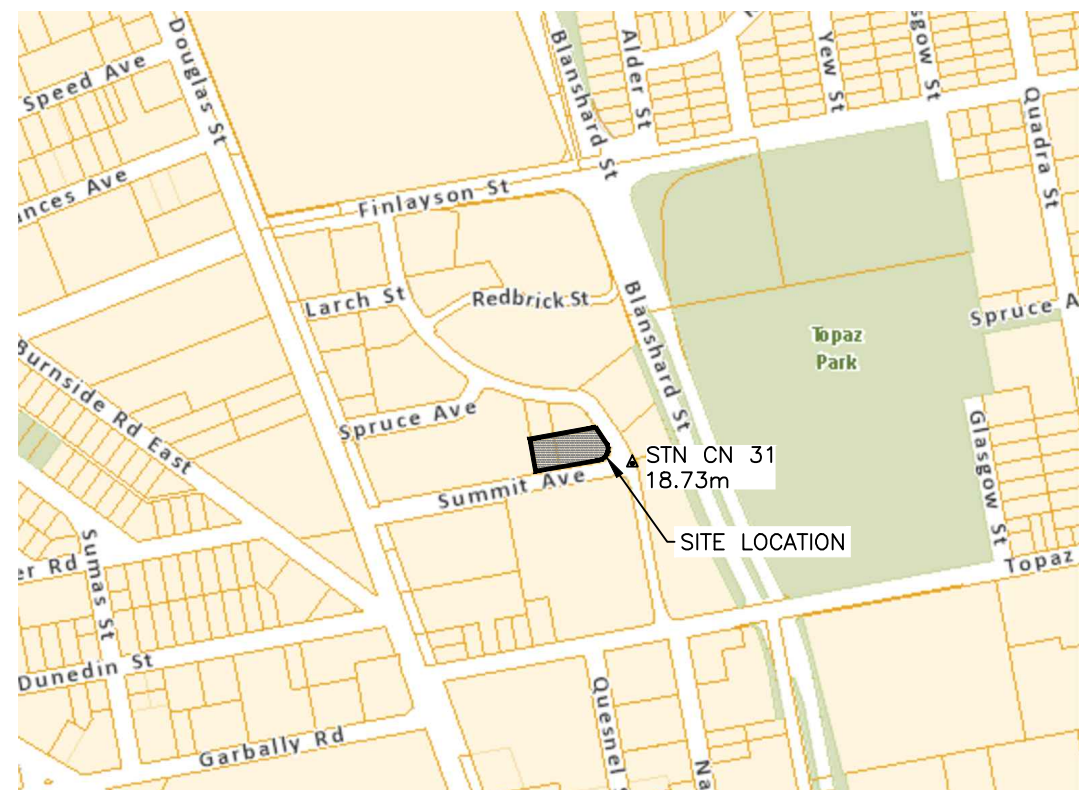 Speed Ave
Douglas St
Blanshard St
Alder St
Yew St
sgow St
Quadra St
ances Ave
Finlayson St
Larch St
Redbrick St
Blanshard St
Spruce A
Topaz
Park
Burnside Rd East
Spruce Ave
Glasgow St
STN CN 31
18.73m
Summit Ave
SITE LOCATION
Sumas St
er Rd
Topaz
Dunedin St
Quesnel
Na
Garbally Rd